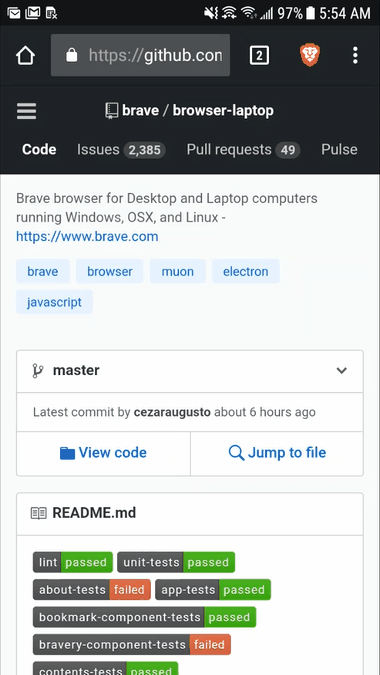 97% 5:54 AM
https://github.con 2
brave / browser-laptop
Code Issues 2,385 Pull requests 49 Pulse
Brave browser for Desktop and Laptop computers
running Windows, OSX, and Linux -
https://www.brave.com
brave browser muon electron
javascript
master
Latest commit by cezaraugusto about 6 hours ago
View code Jump to file
README.md
lint passed unit-tests passed
about-tests failed app-tests passed
bookmark-component-tests passed
bravery-component-tests failed
contents-tests passed